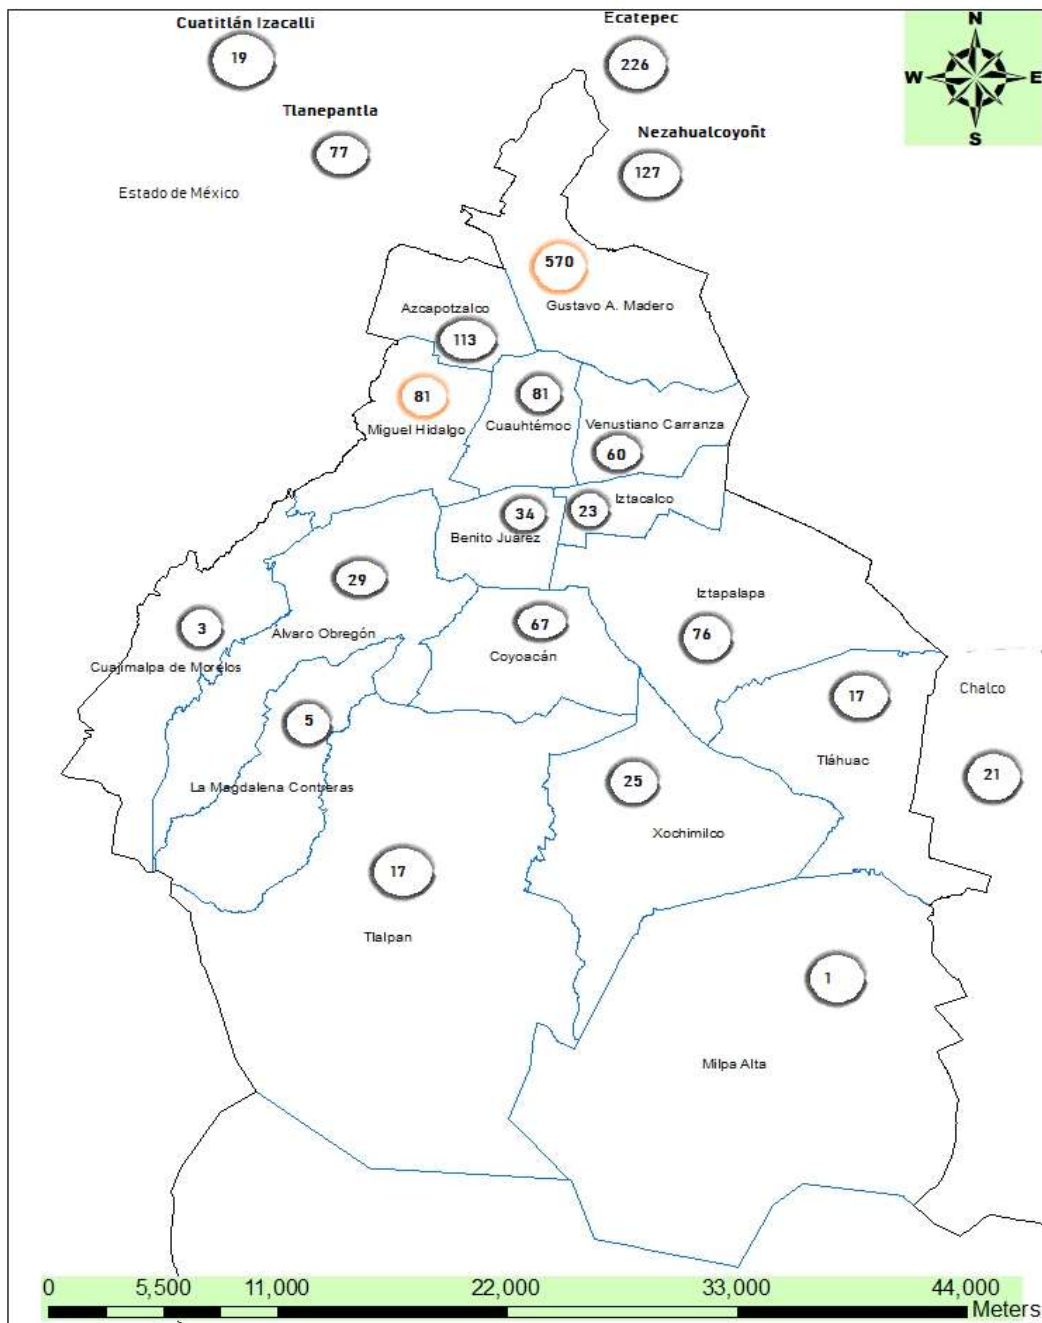 Cuatitlán Izacalli
19
Ecatepec
226
N
W E
S
Tlanepantla
77
Nezahualcoyoñt
127
Estado de México
570
Gustavo A. Madero
Azcapotzalco
113
81
Miguel Hidalgo
81
Cuauhtémoc
Venustiano Carranza
60
Iztacalco
23
34
Benito Juárez
29
Alvaro Obregón
3
Cuajimalpa de Morelos
67
Coyoacán
Iztapalapa
76
17
Tláhuac
Chalco
21
5
La Magdalena Contreras
25
Xochimilco
17
Tlalpan
1
Milpa Alta
0 5,500 11,000 22,000 33,000 44,000
Meters